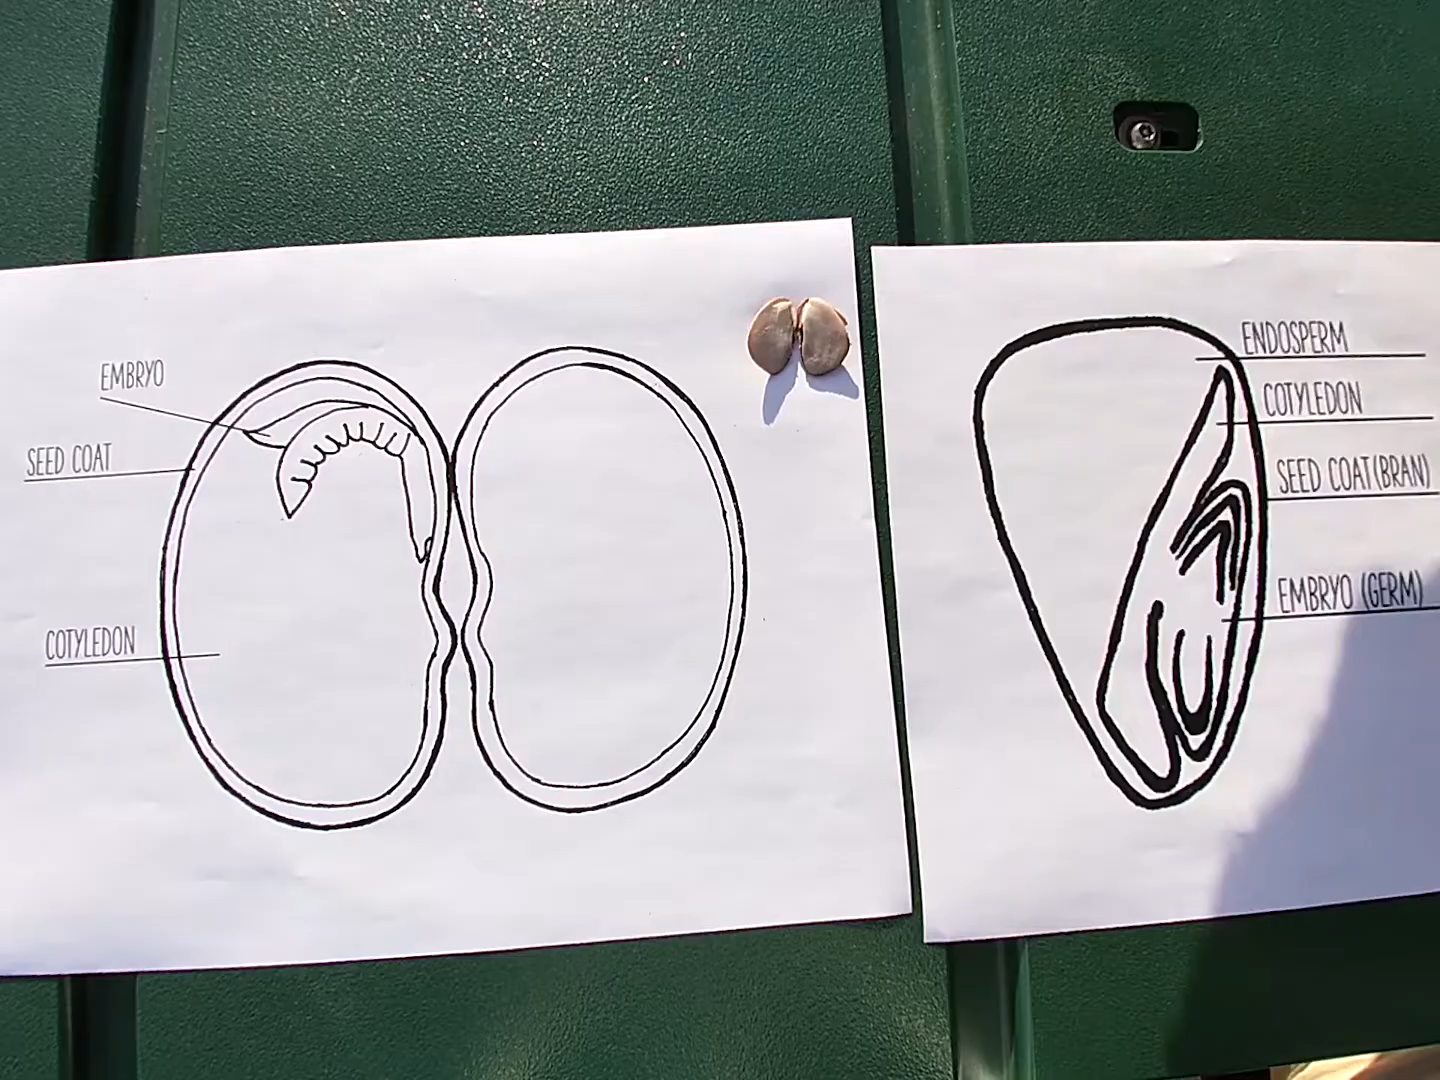 EMBRYO
SEED COAT
COTYLEDON
ENDOSPERM
COTYLEDON
SEED COAT(BRAN)
EMBRYO (GERM)